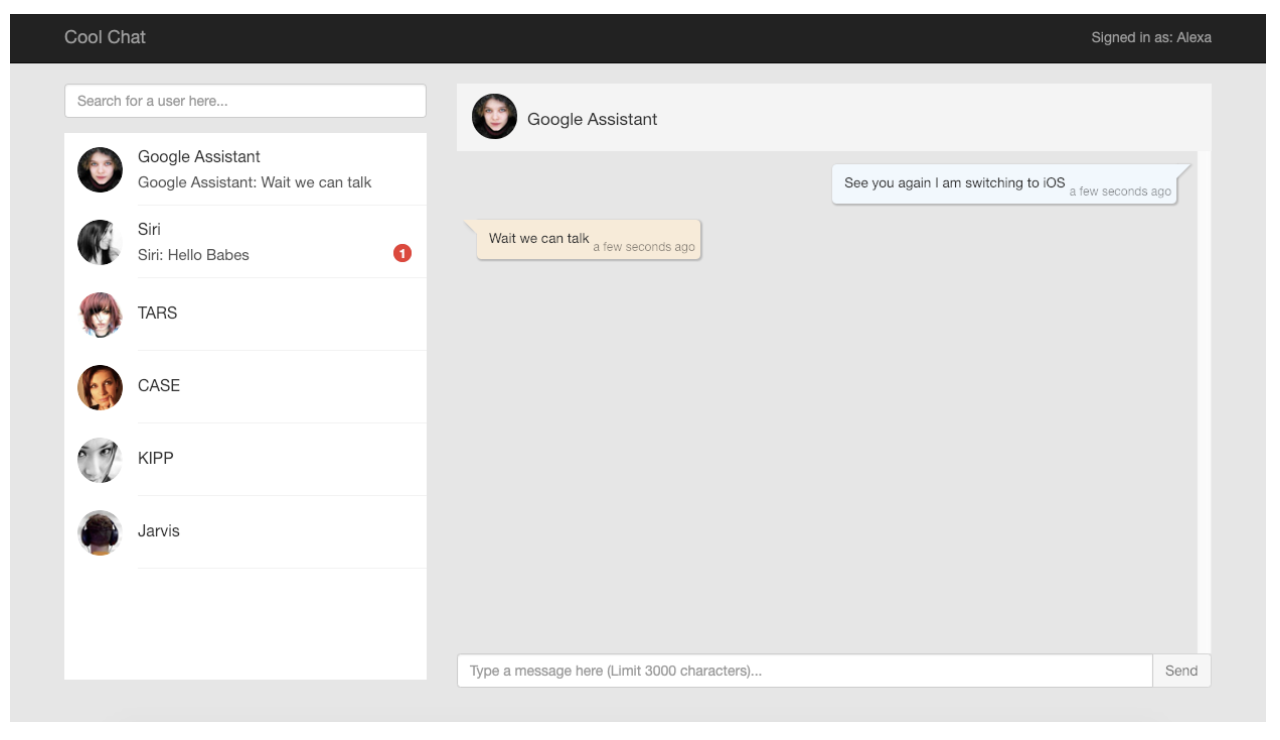 Cool Chat
Signed in as: Alexa
Search for a user here...
Google Assistant
Google Assistant: Wait we can talk
Siri
Siri: Hello Babes
1
TARS
CASE
KIPP
Jarvis
Google Assistant
See you again I am switching to iOS a few seconds ago
Wait we can talk a few seconds ago
Type a message here (Limit 3000 characters)...
Send